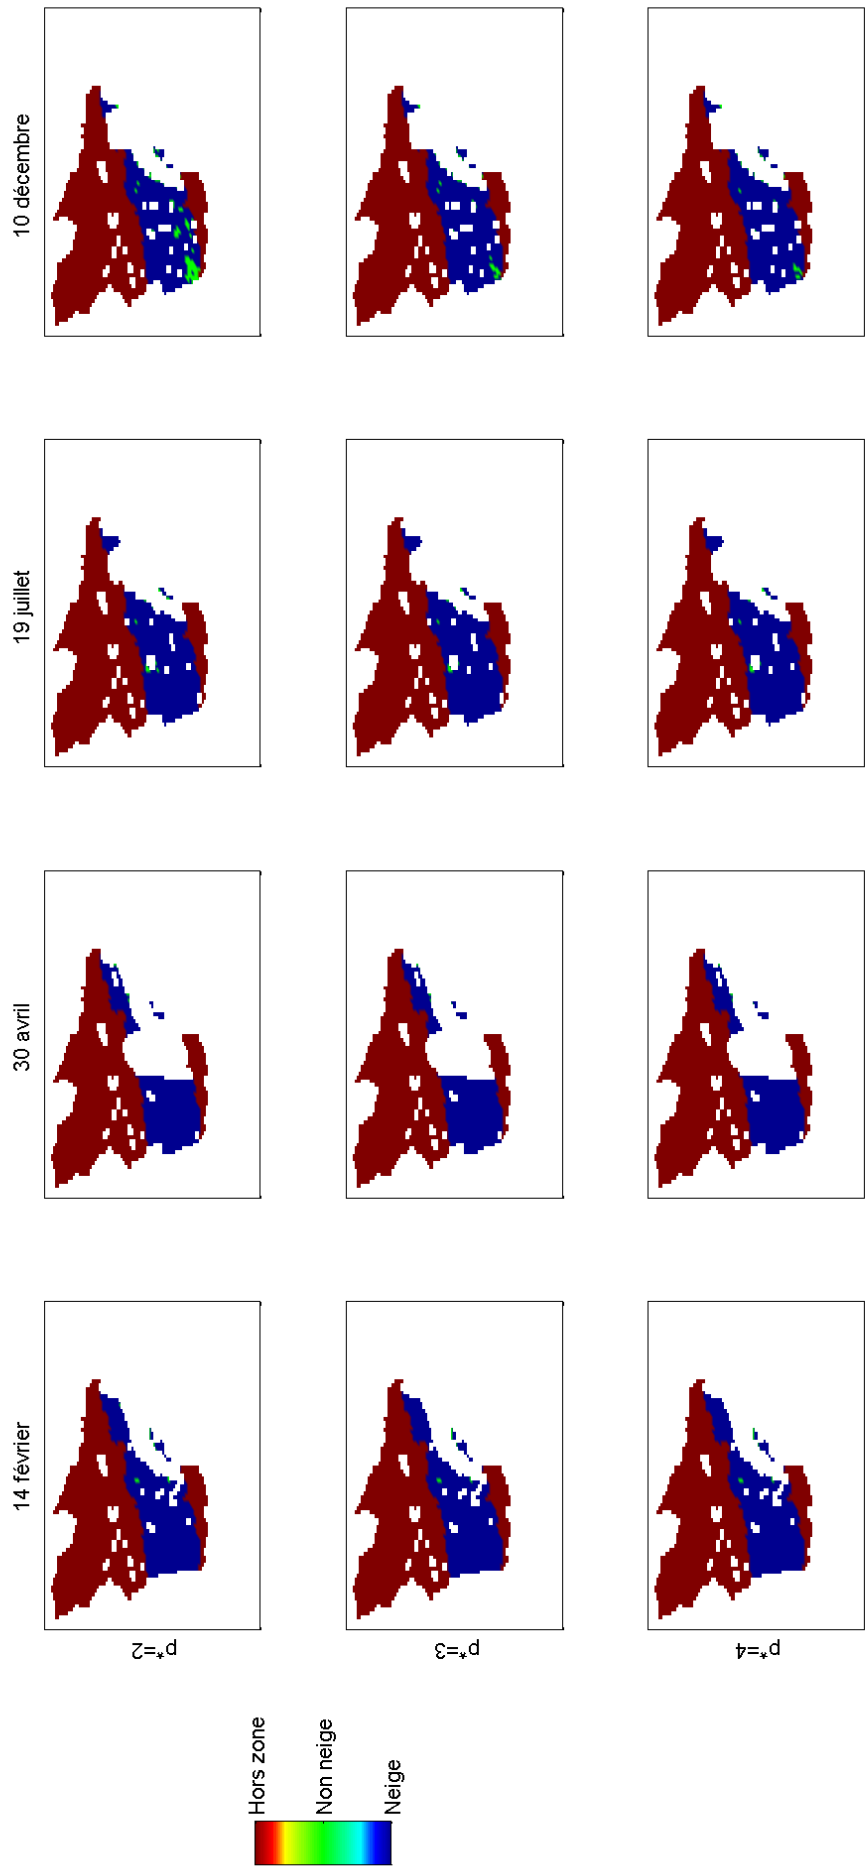 14 février
30 avril
19 juillet
10 décembre
p*=2
p*=3
p*=4
Hors zone
Non neige
Neige